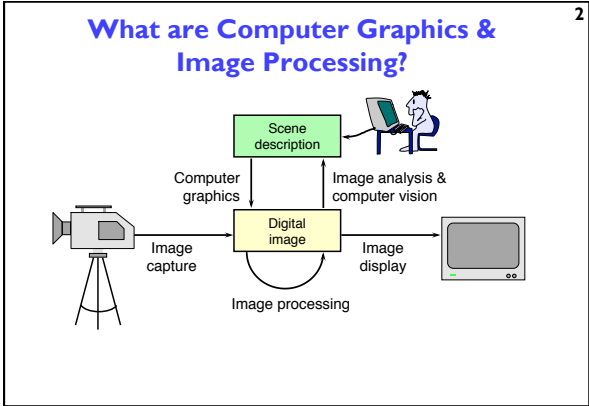 2
What are Computer Graphics &
Image Processing?
Scene
description
Computer
graphics
Image analysis &
computer vision
Digital
image
Image
capture
Image
display
Image processing